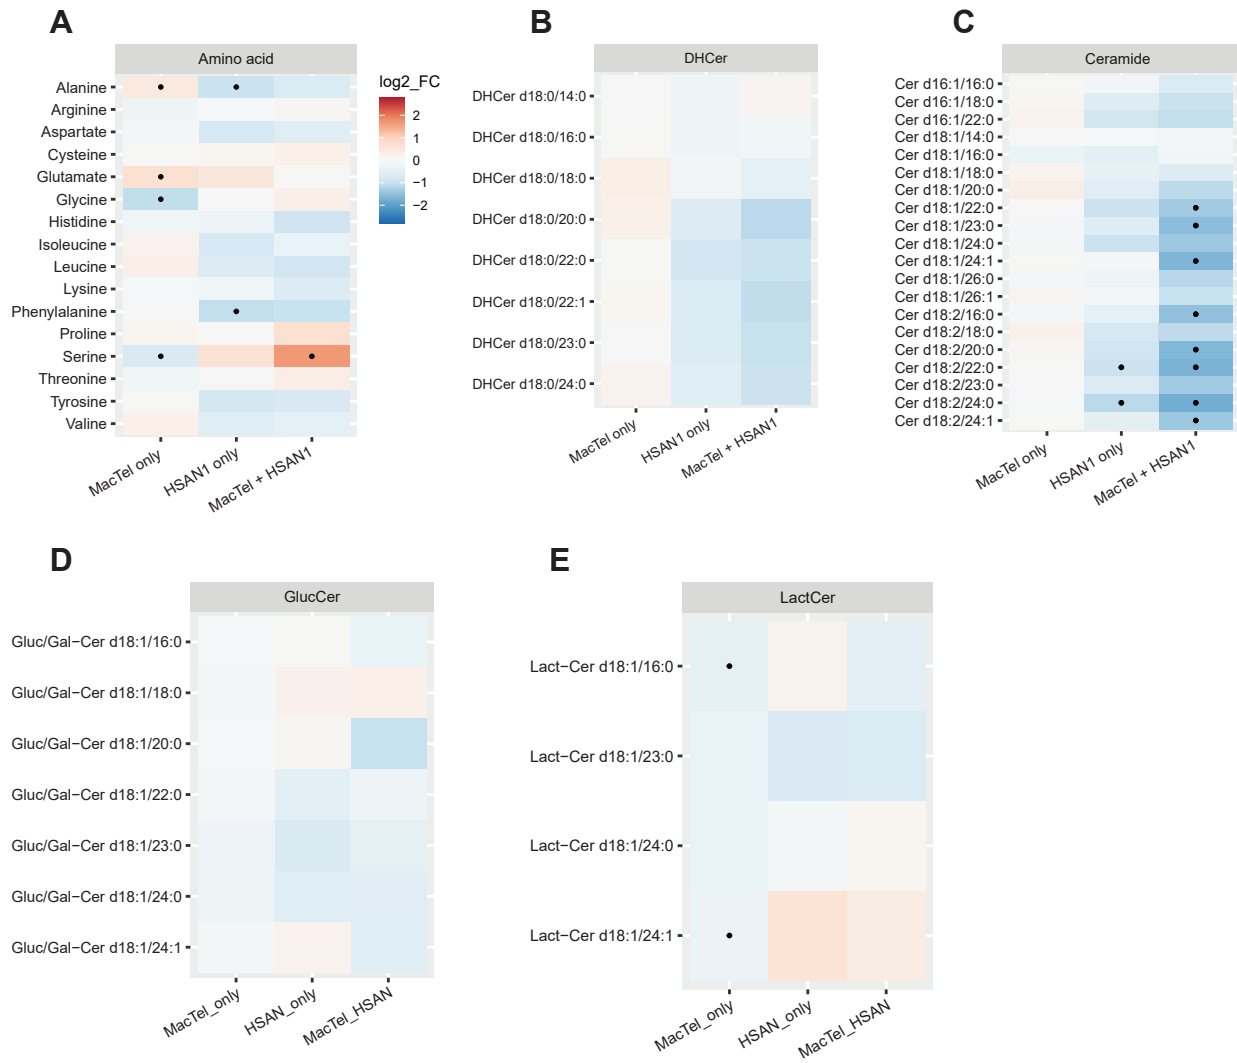 A
Amino acid
Alanine
Arginine
Aspartate
Cysteine
Glutamate
Glycine
Histidine
Isoleucine
Leucine
Lysine
Phenylalanine
Proline
Serine
Threonine
Tyrosine
Valine
MacTel only
HSAN1 only
MacTel + HSAN1
log2_FC
2
1
0
−1
−2
B
DHCer
DHCer d18:0/14:0
DHCer d18:0/16:0
DHCer d18:0/18:0
DHCer d18:0/20:0
DHCer d18:0/22:0
DHCer d18:0/22:1
DHCer d18:0/23:0
DHCer d18:0/24:0
MacTel only
HSAN1 only
MacTel + HSAN1
C
Ceramide
Cer d16:1/16:0
Cer d16:1/18:0
Cer d16:1/22:0
Cer d18:1/14:0
Cer d18:1/16:0
Cer d18:1/18:0
Cer d18:1/20:0
Cer d18:1/22:0
Cer d18:1/23:0
Cer d18:1/24:0
Cer d18:1/24:1
Cer d18:1/26:0
Cer d18:1/26:1
Cer d18:2/16:0
Cer d18:2/18:0
Cer d18:2/20:0
Cer d18:2/22:0
Cer d18:2/23:0
Cer d18:2/24:0
Cer d18:2/24:1
MacTel only
HSAN1 only
MacTel + HSAN1
D
GlucCer
Gluc/Gal−Cer d18:1/16:0
Gluc/Gal−Cer d18:1/18:0
Gluc/Gal−Cer d18:1/20:0
Gluc/Gal−Cer d18:1/22:0
Gluc/Gal−Cer d18:1/23:0
Gluc/Gal−Cer d18:1/24:0
Gluc/Gal−Cer d18:1/24:1
MacTel_only
HSAN_only
MacTel_HSAN
E
LactCer
Lact−Cer d18:1/16:0
Lact−Cer d18:1/23:0
Lact−Cer d18:1/24:0
Lact−Cer d18:1/24:1
MacTel_only
HSAN_only
MacTel_HSAN